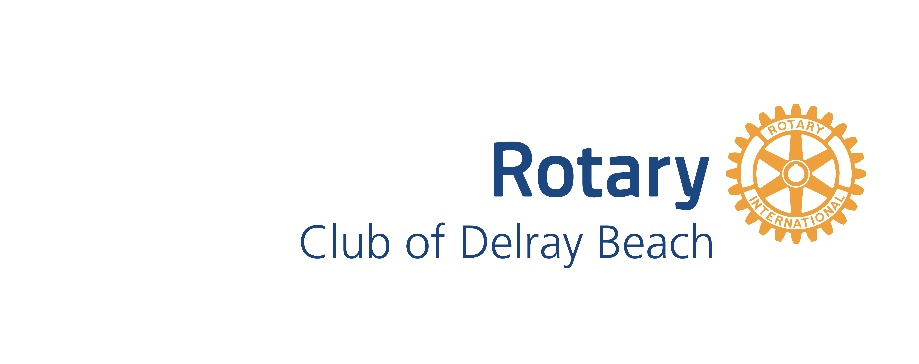 Rotary
Club of Delray Beach
ROTARY
INTERNATIONAL